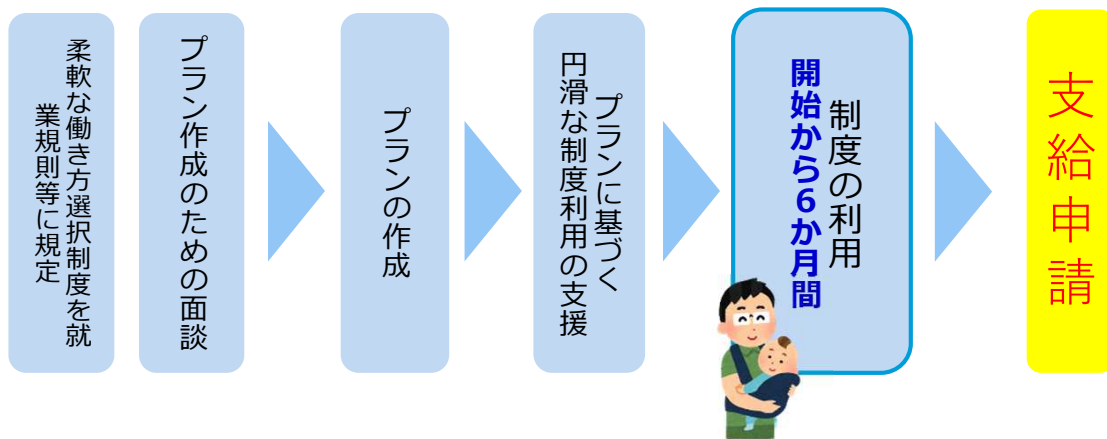 柔軟な働き方選択制度を就
業規則等に規定
プラン作成のための面談
プランの作成
プランに基づく
円滑な制度利用の支援
制度の利用
開始から6か月間
支給申請